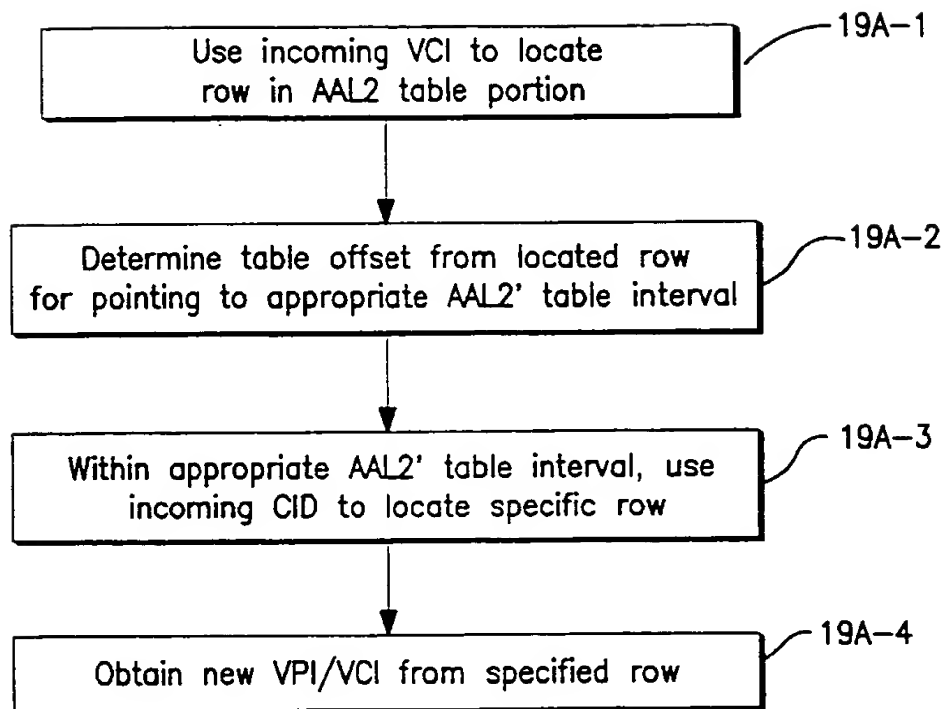 Use incoming VCI to locate
row in AAL2 table portion
19A-1
Determine table offset from located row
for pointing to appropriate AAL2' table interval
19A-2
Within appropriate AAL2' table interval, use
incoming CID to locate specific row
19A-3
Obtain new VPI/VCI from specified row
19A-4